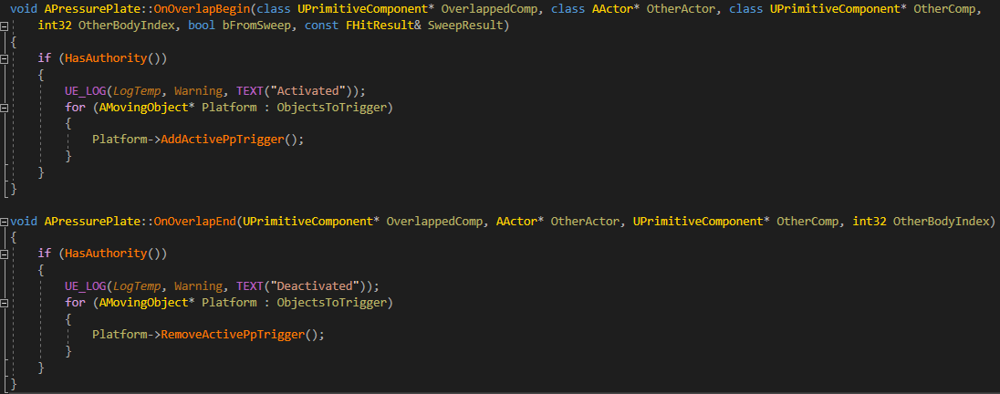 void APressurePlate::OnOverlapBegin(class UPrimitiveComponent* OverlappedComp, class AActor* OtherActor, class UPrimitiveComponent* OtherComp,
    int32 OtherBodyIndex, bool bFromSweep, const FHitResult& SweepResult)
{
    if (HasAuthority())
    {
        UE_LOG(LogTemp, Warning, TEXT("Activated"));
        for (AMovingObject* Platform : ObjectsToTrigger)
        {
            Platform->AddActivePpTrigger();
        }
    }
}
void APressurePlate::OnOverlapEnd(UPrimitiveComponent* OverlappedComp, AActor* OtherActor, UPrimitiveComponent* OtherComp, int32 OtherBodyIndex)
{
    if (HasAuthority())
    {
        UE_LOG(LogTemp, Warning, TEXT("Deactivated"));
        for (AMovingObject* Platform : ObjectsToTrigger)
        {
            Platform->RemoveActivePpTrigger();
        }
    }
}